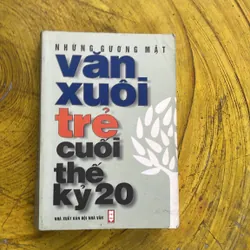 NHỮNG GƯƠNG MẶT
văn
xuôi
trẻ
cuối
thế
kỷ 20
NHÀ XUẤT BẢN HỘI NHÀ VĂN